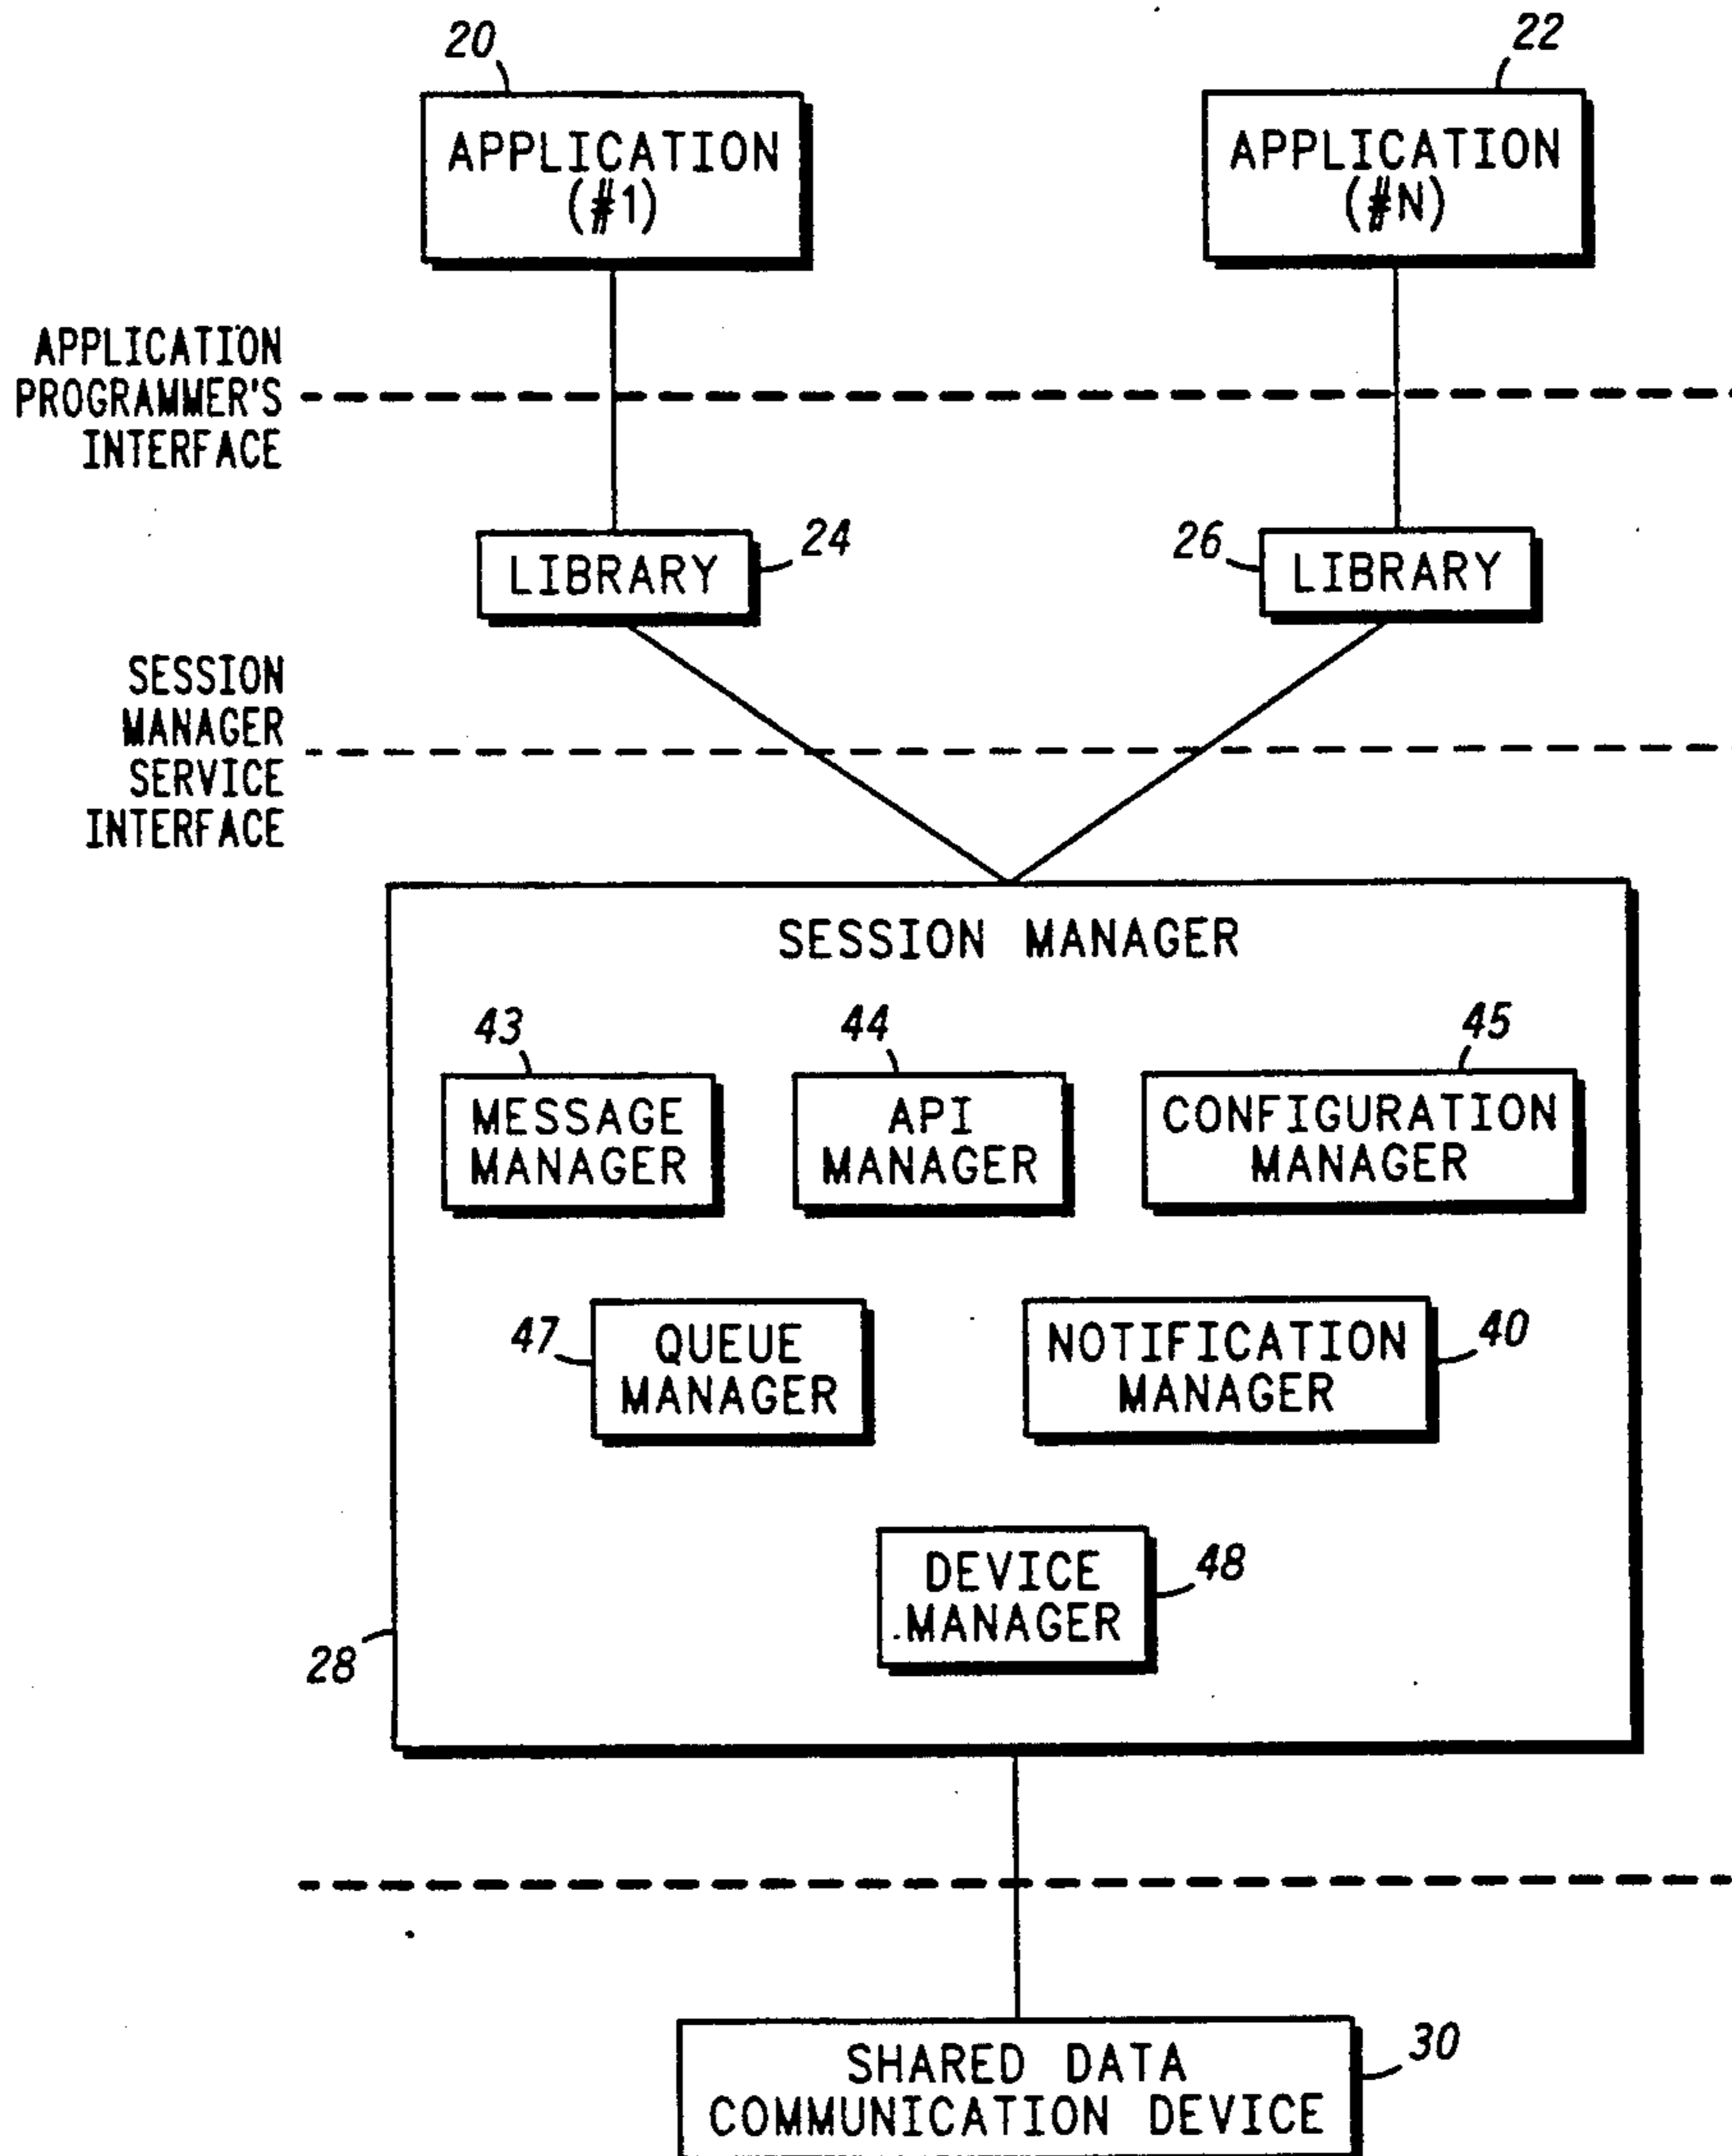 20
22
APPLICATION
(#1)
APPLICATION
(#N)
APPLICATION
PROGRAMMER'S
INTERFACE
LIBRARY
24
26
LIBRARY
SESSION
MANAGER
SERVICE
INTERFACE
SESSION MANAGER
43
44
45
MESSAGE
MANAGER
API
MANAGER
CONFIGURATION
MANAGER
47
QUEUE
MANAGER
NOTIFICATION
MANAGER
40
DEVICE
MANAGER
48
28
SHARED DATA
COMMUNICATION DEVICE
30